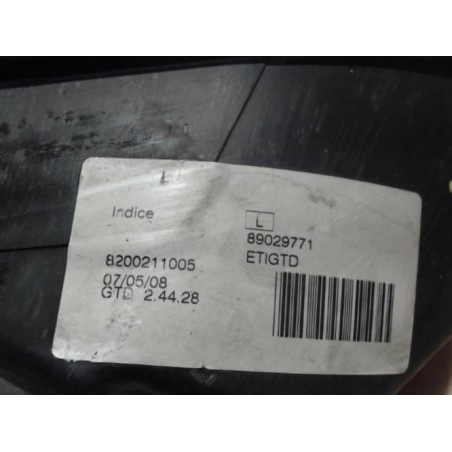 Indice
L
89029771
8200211005
ETIGTD
07/05/08
GTD 2.44.28